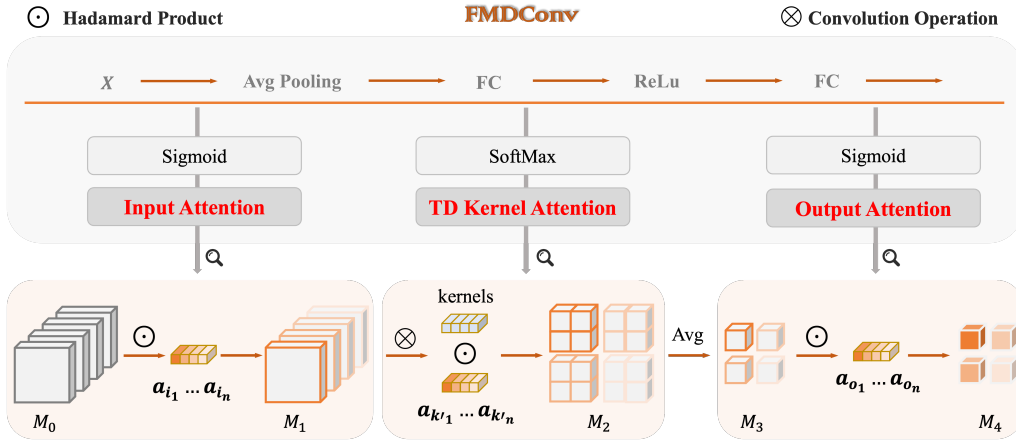 Hadamard Product
FMDConv
Convolution Operation
X
Avg Pooling
FC
ReLu
FC
Sigmoid
SoftMax
Sigmoid
Input Attention
TD Kernel Attention
Output Attention
kernels
Avg
a_{i_1} ... a_{i_n}
a_{k'_1} ... a_{k'_n}
a_{o_1} ... a_{o_n}
M_0
M_1
M_2
M_3
M_4